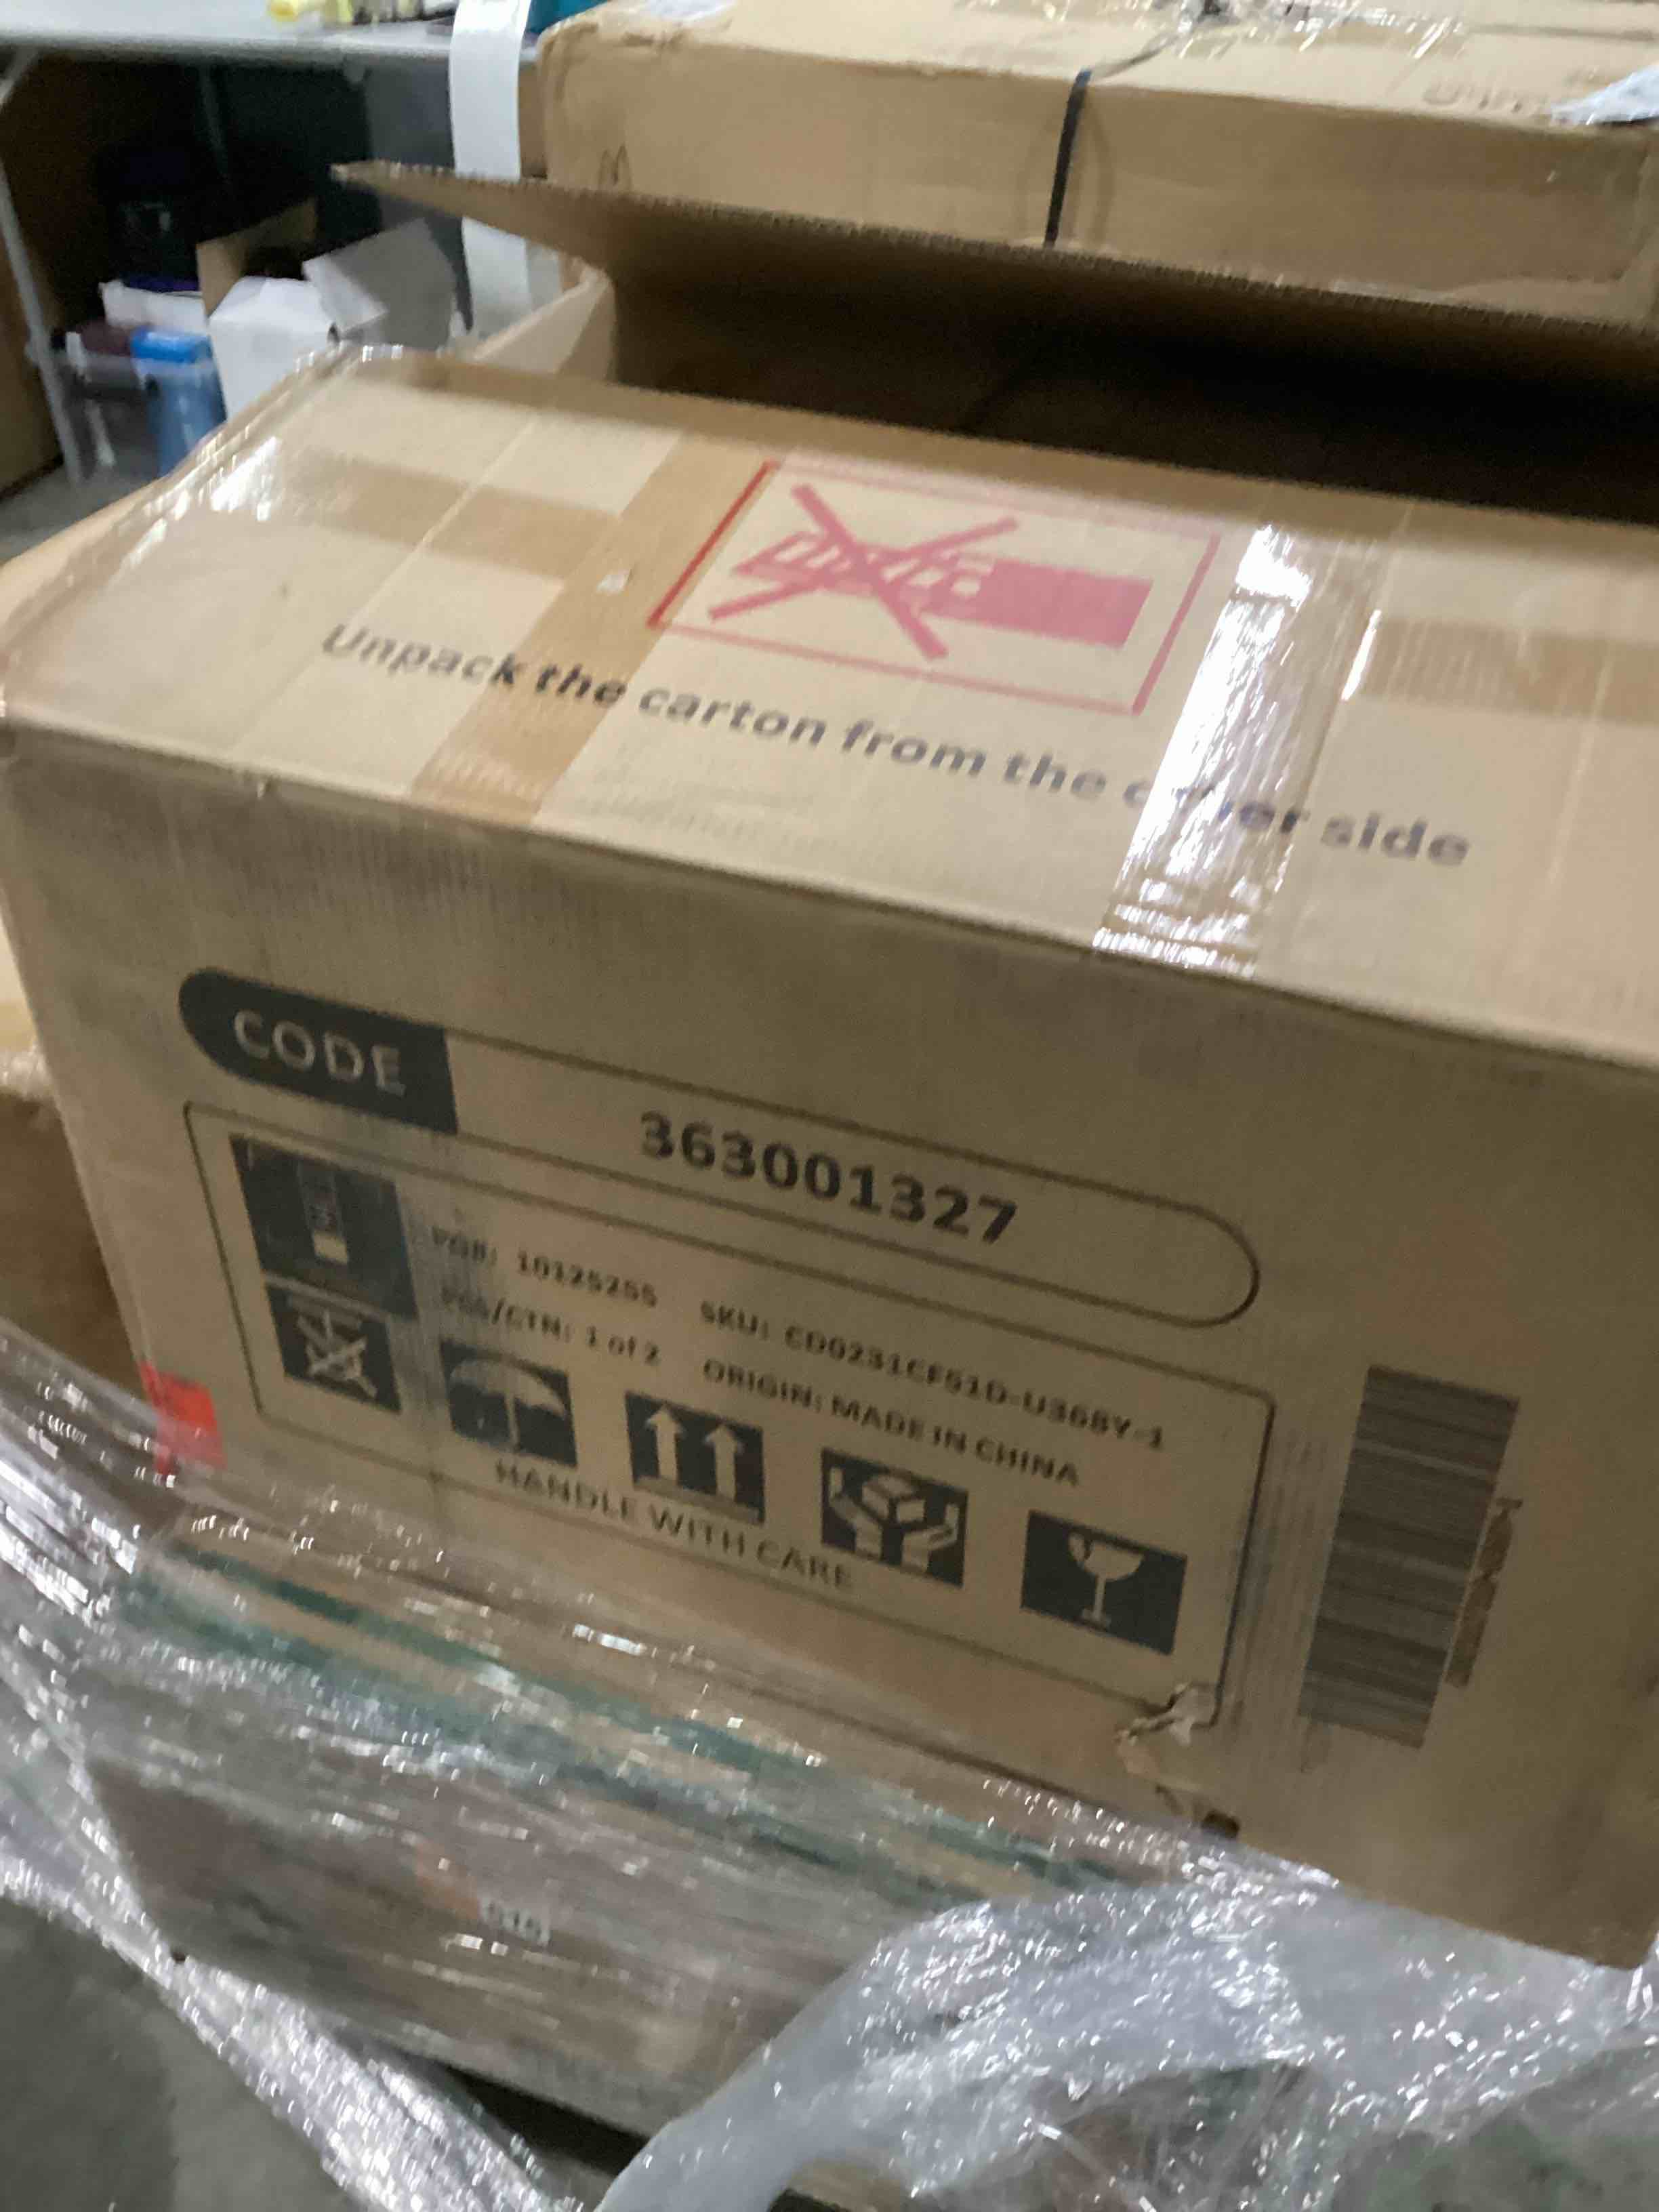 Unpack the carton from the other side
CODE
363001327
PO#: 10125255 SKU: CD0231CF51D-U368Y-1
PCS/CTN: 1 of 2 ORIGIN: MADE IN CHINA
HANDLE WITH CARE